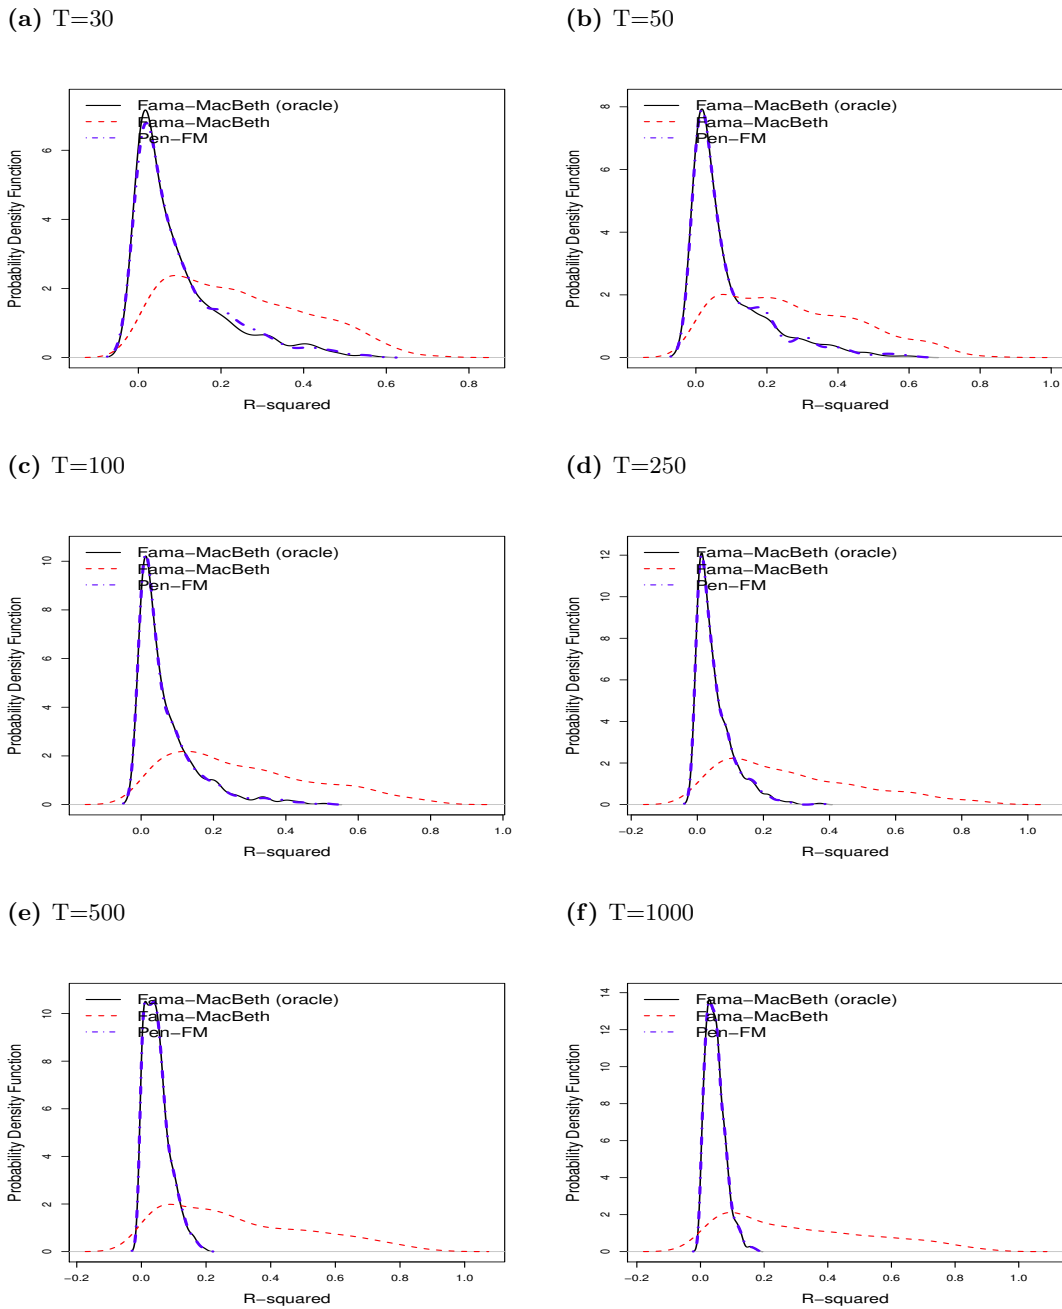 (a) T=30
Fama−MacBeth (oracle)
Fama−MacBeth
Pen−FM
Probability Density Function
0 2 4 6
0.0 0.2 0.4 0.6 0.8
R−squared
(b) T=50
Fama−MacBeth (oracle)
Fama−MacBeth
Pen−FM
Probability Density Function
0 2 4 6 8
0.0 0.2 0.4 0.6 0.8 1.0
R−squared
(c) T=100
Fama−MacBeth (oracle)
Fama−MacBeth
Pen−FM
Probability Density Function
0 2 4 6 8 10
0.0 0.2 0.4 0.6 0.8 1.0
R−squared
(d) T=250
Fama−MacBeth (oracle)
Fama−MacBeth
Pen−FM
Probability Density Function
0 2 4 6 8 10 12
−0.2 0.0 0.2 0.4 0.6 0.8 1.0
R−squared
(e) T=500
Fama−MacBeth (oracle)
Fama−MacBeth
Pen−FM
Probability Density Function
0 2 4 6 8 10
−0.2 0.0 0.2 0.4 0.6 0.8 1.0
R−squared
(f) T=1000
Fama−MacBeth (oracle)
Fama−MacBeth
Pen−FM
Probability Density Function
0 2 4 6 8 10 12 14
−0.2 0.0 0.2 0.4 0.6 0.8 1.0
R−squared